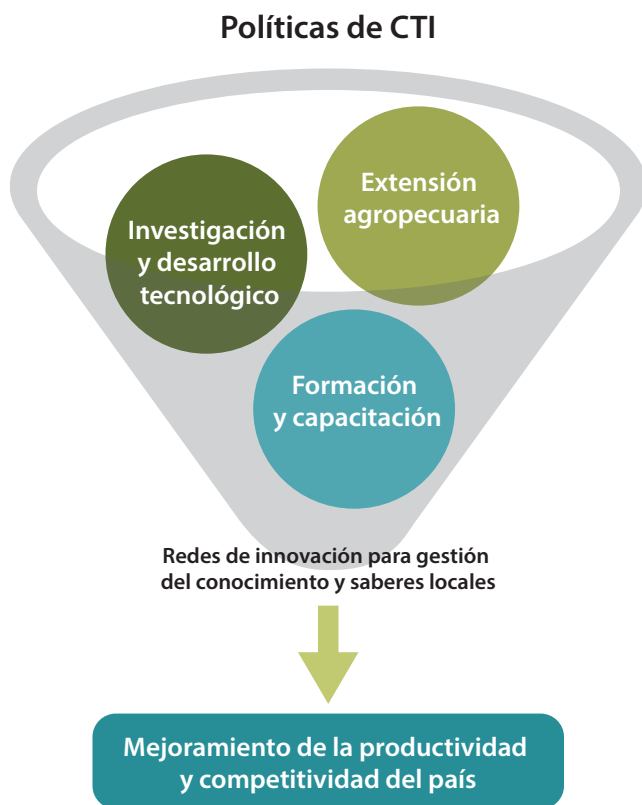 Políticas de CTI
Extensión
agropecuaria
Investigación
y desarrollo
tecnológico
Formación
y capacitación
Redes de innovación para gestión
del conocimiento y saberes locales
Mejoramiento de la productividad
y competitividad del país